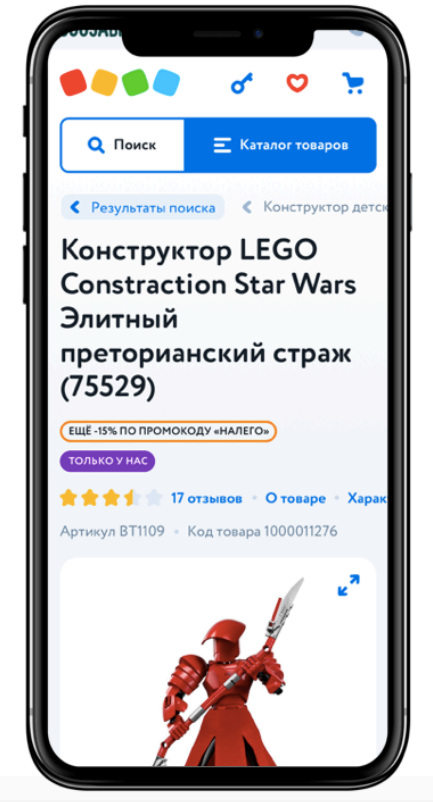 Поиск
Каталог товаров
Результаты поиска
Конструктор детск
Конструктор LEGO
Constraction Star Wars
Элитный
преторианский страж
(75529)
ЕЩЁ -15% ПО ПРОМОКОДУ «НАЛЕГО»
ТОЛЬКО У НАС
17 отзывов • О товаре • Харак
Артикул BT1109 • Код товара 1000011276